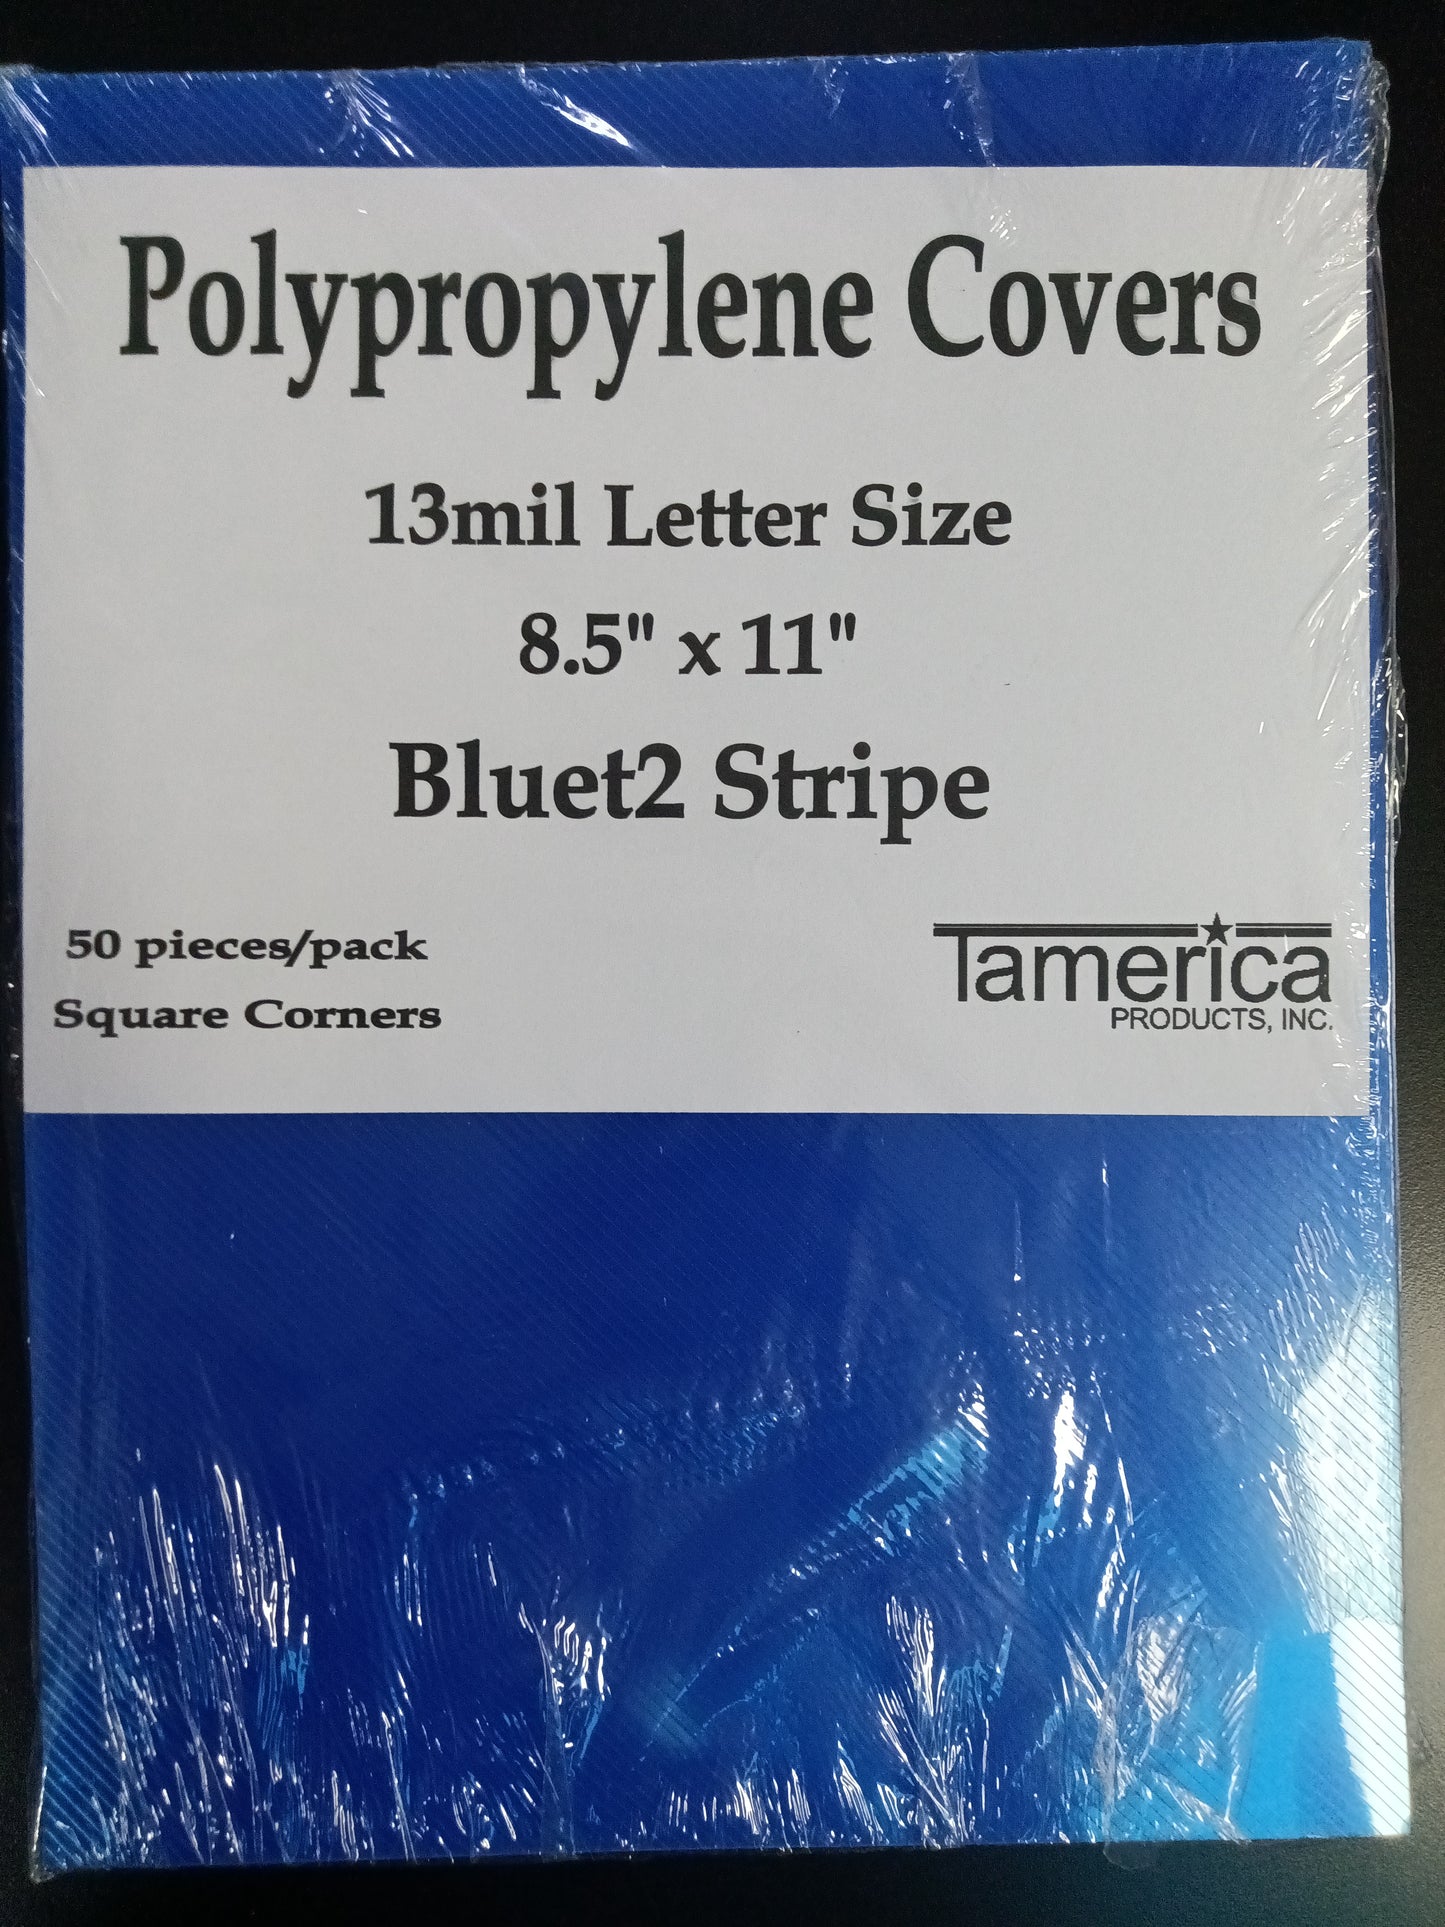 Polypropylene Covers
13mil Letter Size
8.5" x 11"
Bluet2 Stripe
50 pieces/pack
Square Corners
Tamerica
PRODUCTS, INC.